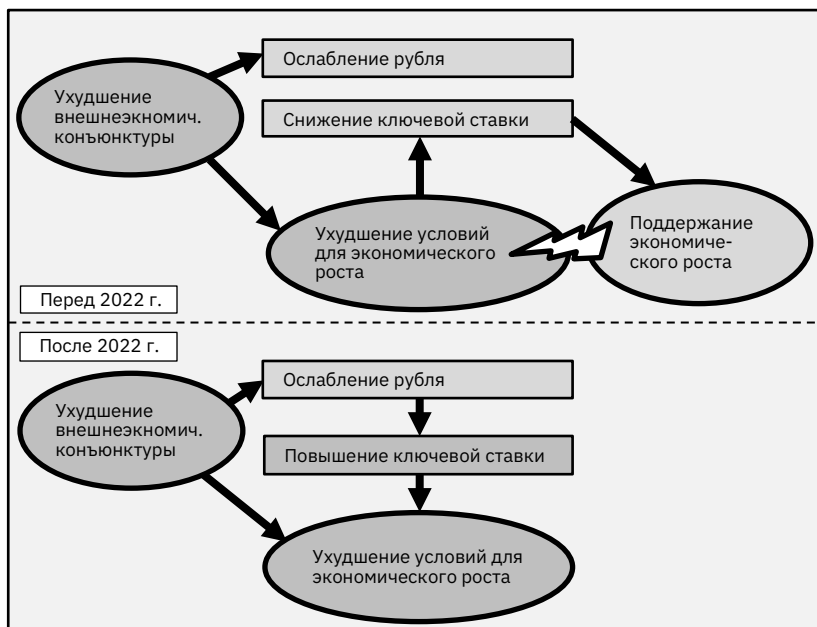 Ослабление рубля
Ухудшение
внешнеэкномич.
конъюнктуры
Снижение ключевой ставки
Ухудшение условий
для экономического
роста
Поддержание
экономиче-
ского роста
Перед 2022 г.
После 2022 г.
Ослабление рубля
Ухудшение
внешнеэкномич.
конъюнктуры
Повышение ключевой ставки
Ухудшение условий для
экономического роста